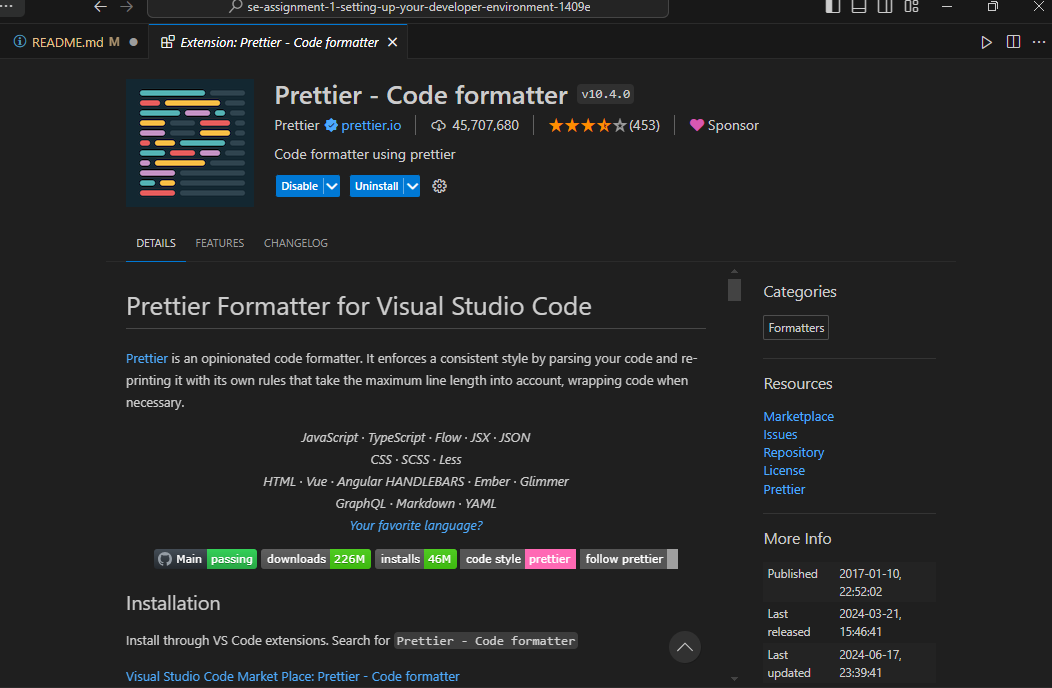 se-assignment-1-setting-up-your-developer-environment-1409e
README.md M
Extension: Prettier - Code formatter
Prettier - Code formatter v10.4.0
Prettier prettier.io 45,707,680 (453) Sponsor
Code formatter using prettier
Disable Uninstall
DETAILS FEATURES CHANGELOG
Prettier Formatter for Visual Studio Code
Prettier is an opinionated code formatter. It enforces a consistent style by parsing your code and re-
printing it with its own rules that take the maximum line length into account, wrapping code when
necessary.
JavaScript · TypeScript · Flow · JSX · JSON
CSS · SCSS · Less
HTML · Vue · Angular HANDLEBARS · Ember · Glimmer
GraphQL · Markdown · YAML
Your favorite language?
Main passing downloads 226M installs 46M code style prettier follow prettier
Installation
Install through VS Code extensions. Search for Prettier - Code formatter
Visual Studio Code Market Place: Prettier - Code formatter
Categories
Formatters
Resources
Marketplace
Issues
Repository
License
Prettier
More Info
Published 2017-01-10,
22:52:02
Last 2024-03-21,
released 15:46:41
Last 2024-06-17,
updated 23:39:41